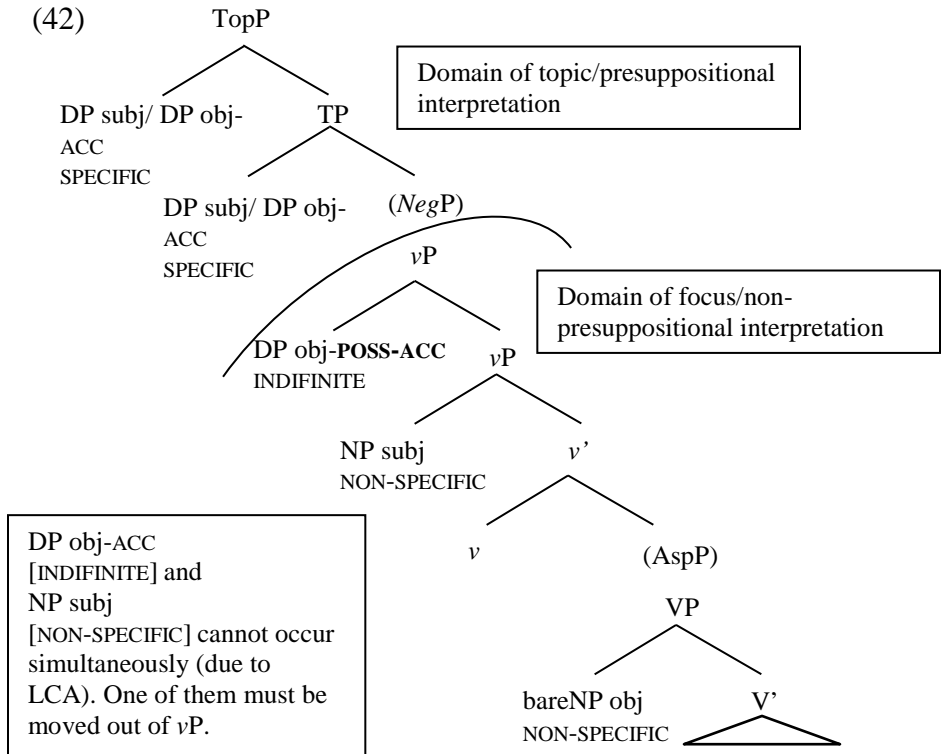 (42)
TopP
Domain of topic/presuppositional
interpretation
DP subj/ DP obj-
ACC
SPECIFIC
TP
DP subj/ DP obj-
ACC
SPECIFIC
(NegP)
vP
Domain of focus/non-
presuppositional interpretation
DP obj-POSS-ACC
INDIFINITE
vP
NP subj
NON-SPECIFIC
v’
v
(AspP)
DP obj-ACC
[INDIFINITE] and
NP subj
[NON-SPECIFIC] cannot occur
simultaneously (due to
LCA). One of them must be
moved out of vP.
VP
bareNP obj
NON-SPECIFIC
V’